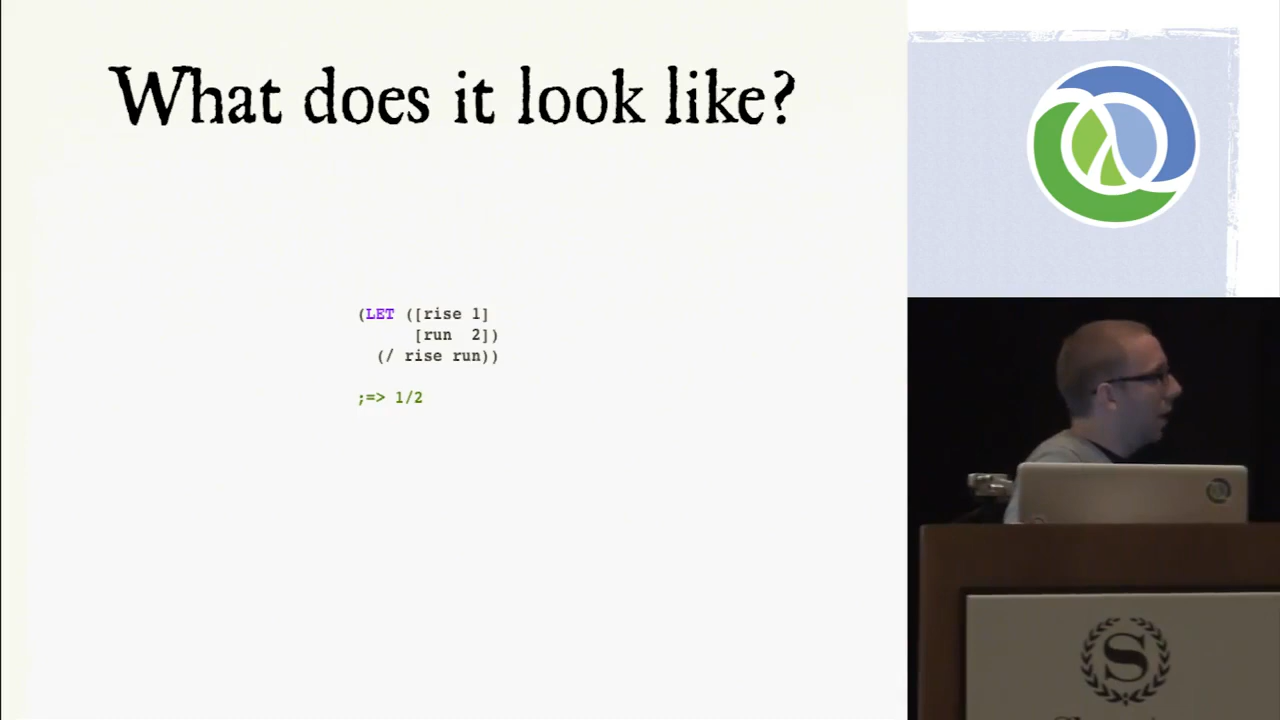 What does it look like?
(LET ([rise 1]
      [run  2])
  (/ rise run))
;=> 1/2
S